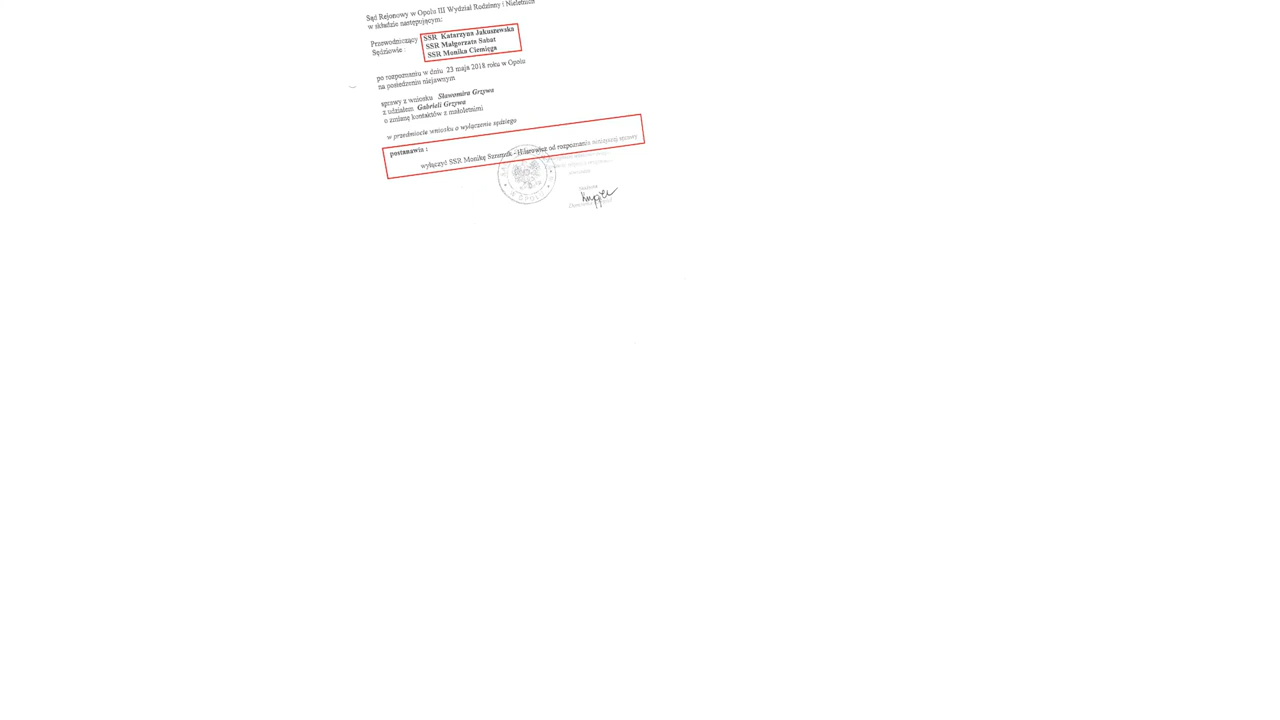 Sąd Rejonowy w Opolu III Wydział Rodzinny i Nieletnich
w składzie następującym:
Przewodniczący SSR Katarzyna Jakuszewska
Sędziowie : SSR Małgorzata Sabat
SSR Monika Ciemięga
po rozpoznaniu w dniu 23 maja 2018 roku w Opolu
na posiedzeniu niejawnym
sprawy z wniosku Sławomira Grzywa
z udziałem Gabrieli Grzywa
o zmianę kontaktów z małoletnimi
w przedmiocie wniosku o wyłączenie sędziego
postanawia :
wyłączyć SSR Monikę - Hilarowicz od rozpoznania niniejszej sprawy
W OPOLU